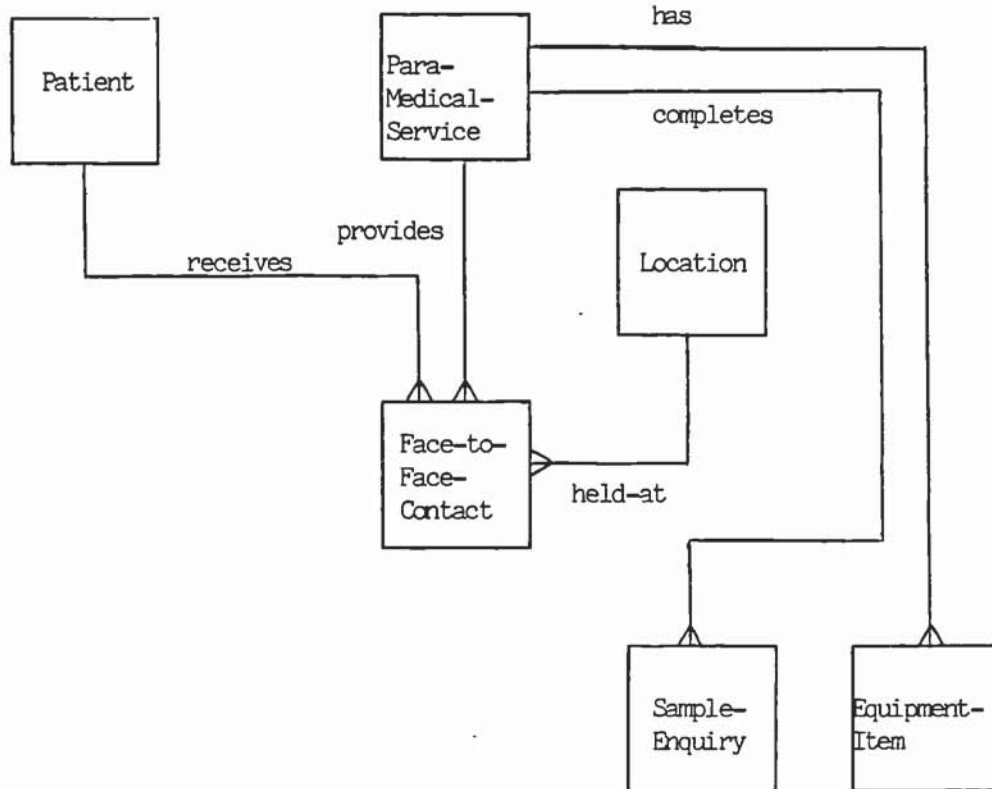 has
Patient
Para-
Medical-
Service
completes
provides
Location
receives
Face-to-
Face-
Contact
held-at
Sample-
Enquiry
Equipment-
Item